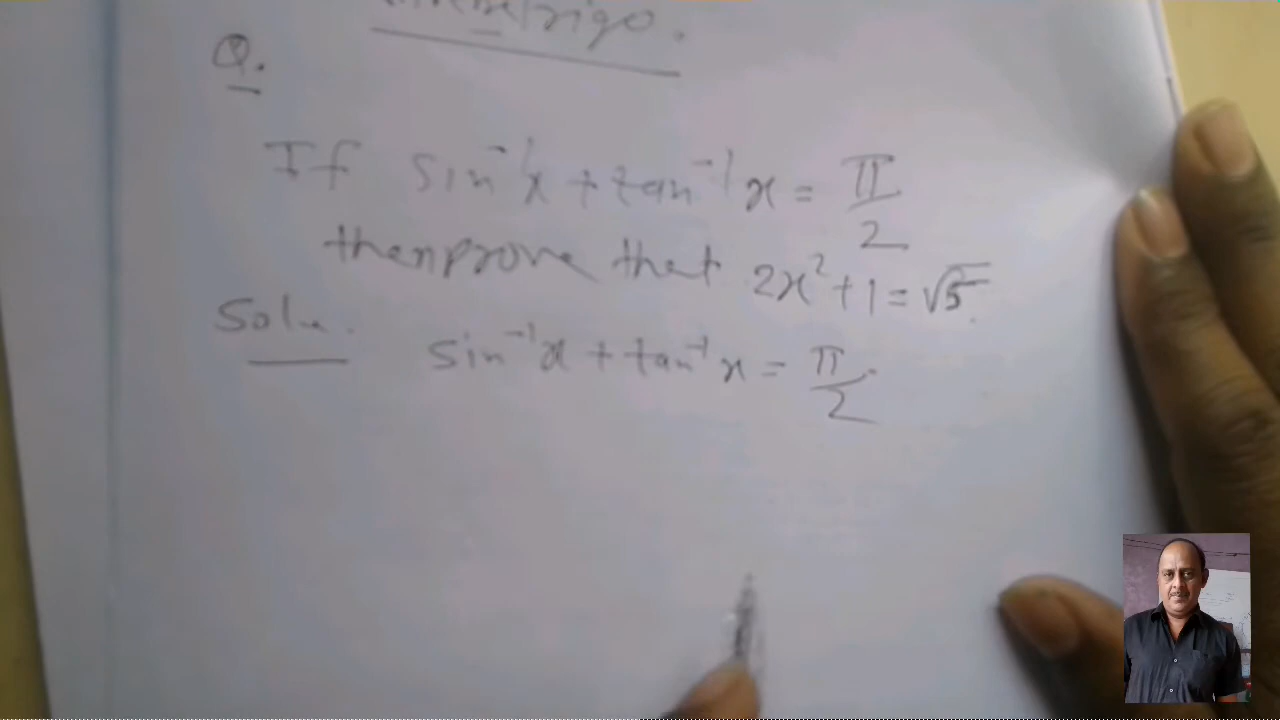 Q.
If sin⁻¹x + tan⁻¹x = π/2
then prove that 2x² + 1 = √5.
Soln.
sin⁻¹x + tan⁻¹x = π/2